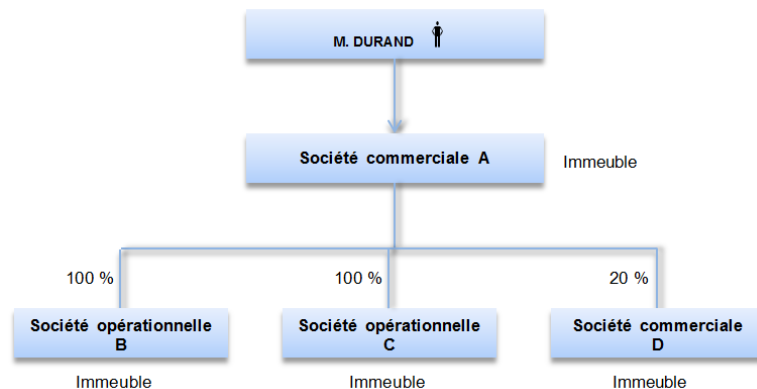 M. DURAND
Société commerciale A
Immeuble
100 %
100 %
20 %
Société opérationnelle
B
Société opérationnelle
C
Société commerciale
D
Immeuble
Immeuble
Immeuble